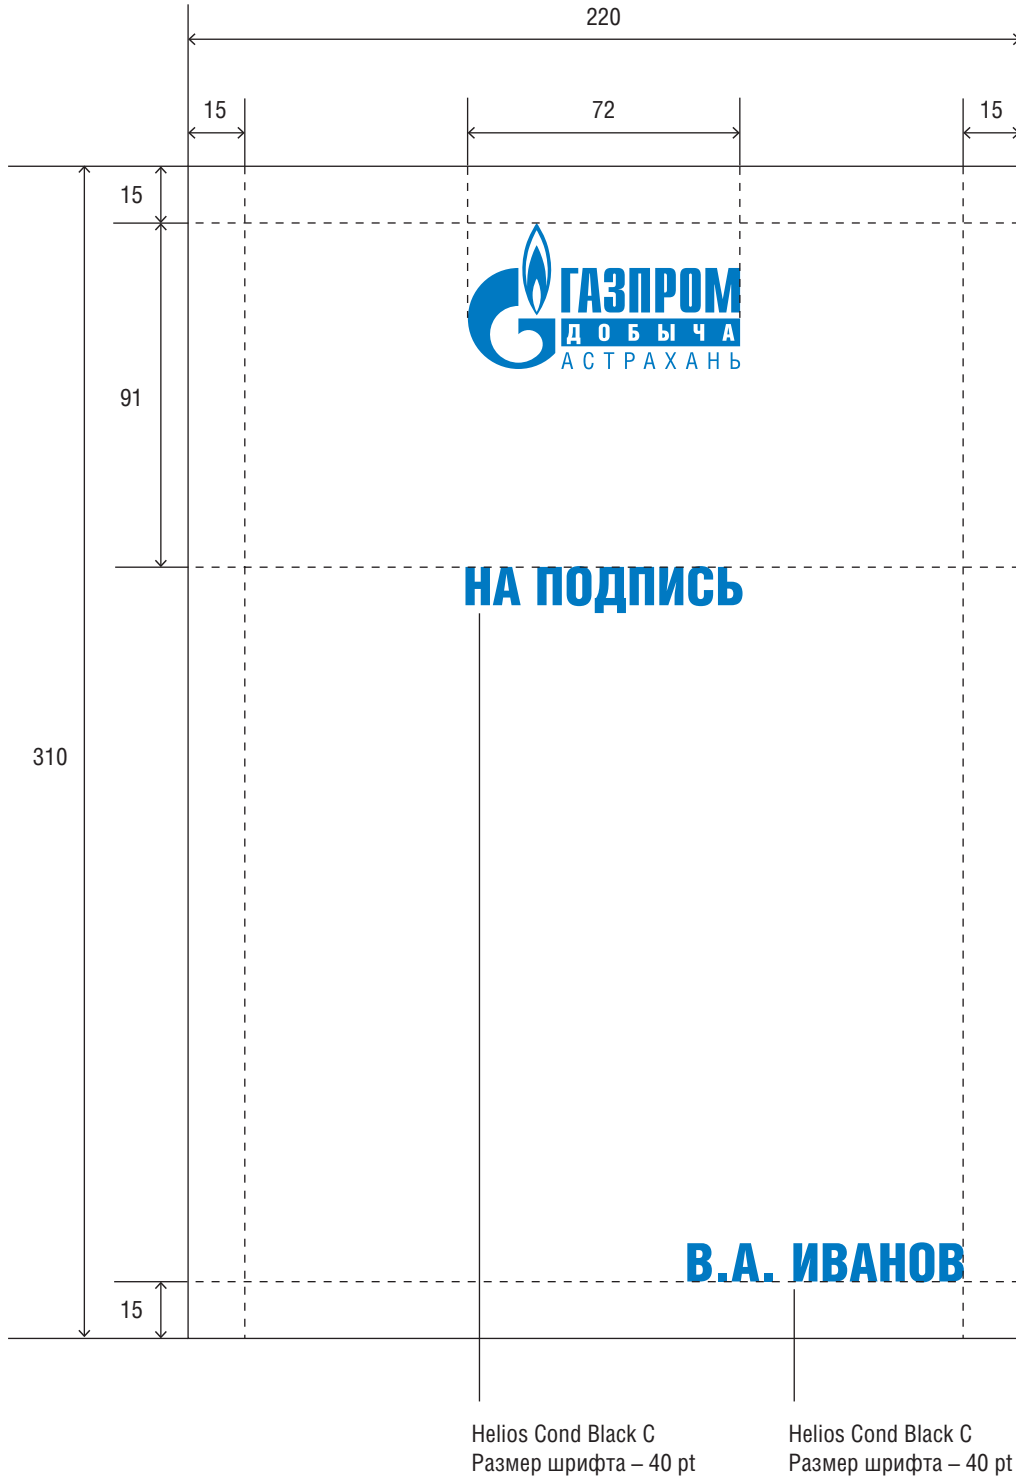 220
15
72
15
15
ГАЗПРОМ
ДОБЫЧА
АСТРАХАНЬ
91
НА ПОДПИСЬ
310
В.А. ИВАНОВ
15
Helios Cond Black C
Размер шрифта – 40 pt
Helios Cond Black C
Размер шрифта – 40 pt